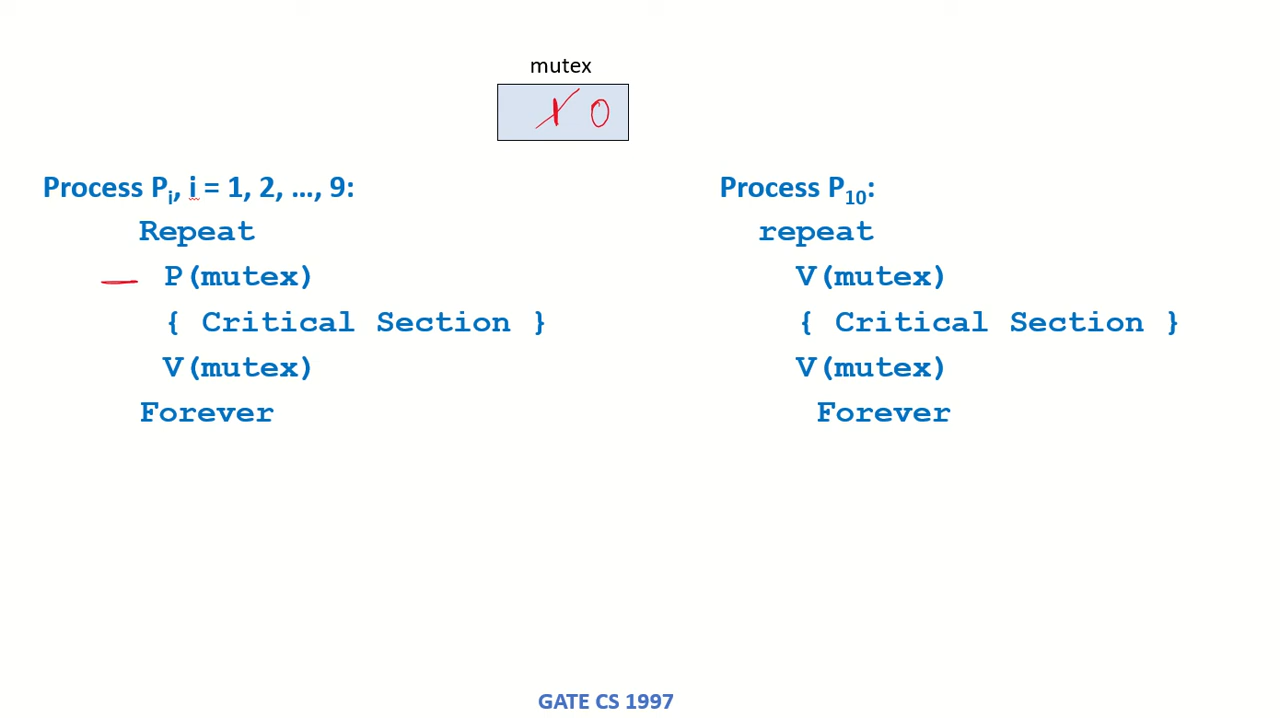 mutex
1 0
Process Pi, i = 1, 2, ..., 9:
Repeat
P(mutex)
{ Critical Section }
V(mutex)
Forever
Process P10:
repeat
V(mutex)
{ Critical Section }
V(mutex)
Forever
GATE CS 1997